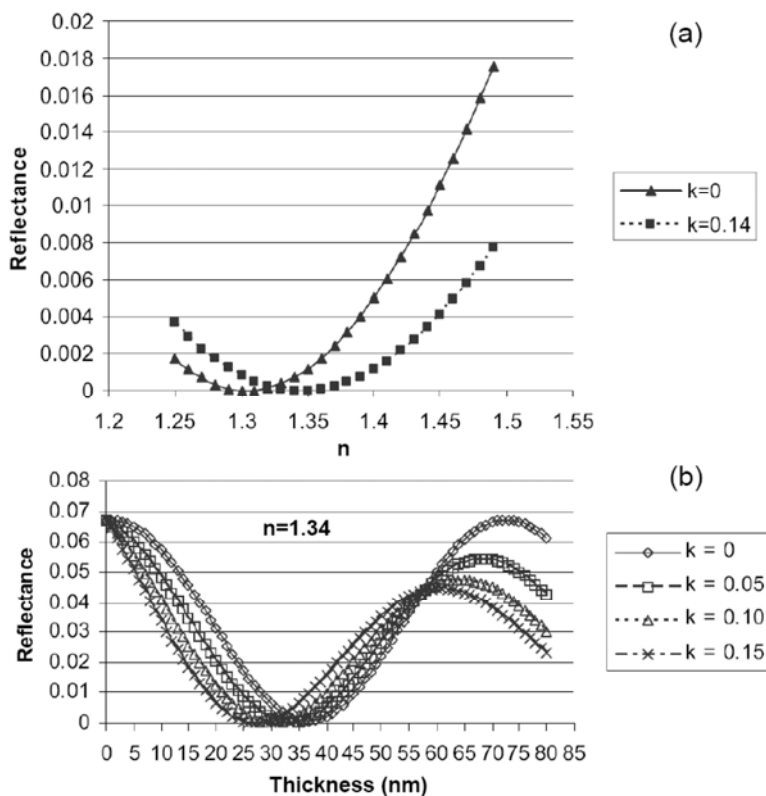 (a)
0.02
0.018
0.016
0.014
0.012
0.01
0.008
0.006
0.004
0.002
0
Reflectance
1.2 1.25 1.3 1.35 1.4 1.45 1.5 1.55
n
k=0
k=0.14
(b)
0.08
0.07
0.06
0.05
0.04
0.03
0.02
0.01
0
Reflectance
n=1.34
0 5 10 15 20 25 30 35 40 45 50 55 60 65 70 75 80 85
Thickness (nm)
k = 0
k = 0.05
k = 0.10
k = 0.15